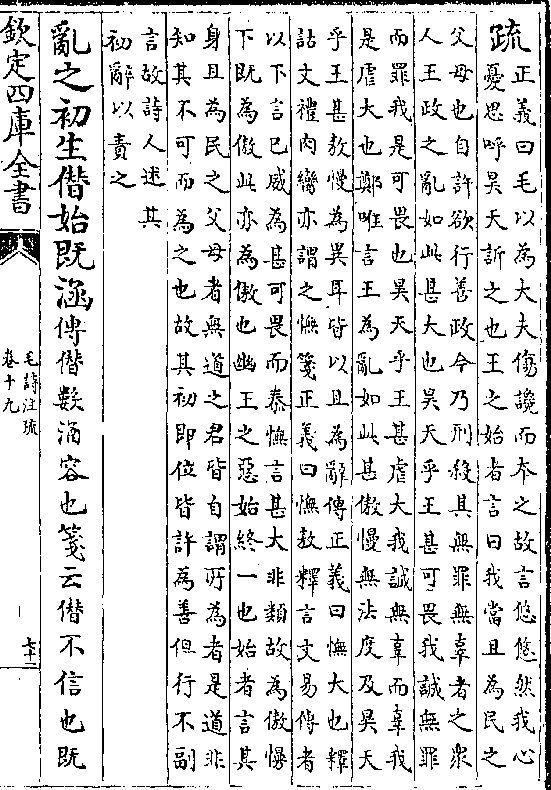 疏正義曰毛以為大夫傷讒而本之故言悠悠然我心
憂思呼昊天訴之也王之始者言曰我當且為民之
父母也自許欲行善政今乃刑殺其無罪無辜者之衆
人王政之亂如此甚大也昊天乎王甚可畏我誠無罪
而罪我是可畏也昊天乎王甚虐大我誠無辜而辜我
是虐大也鄭唯言王為亂如此甚傲慢無法度及昊天
乎王甚敖慢為異耳皆以且為辭傳正義曰憮大也釋
詁文禮肉臠亦謂之憮箋正義曰憮敖釋言文易傳者
以下言已威為甚可畏而泰憮言甚大非類故為傲慢
下既為傲此亦為傲也幽王之惡始終一也始者言其
身且為民之父母者無道之君皆自謂所為者是道非
知其不可而為之也故其初即位皆許為善但行不副
言故詩人述其
初辭以責之
亂之初生僭始既涵傳僭數涵容也箋云僭不信也既
欽定四庫全書
毛詩注疏
卷十九